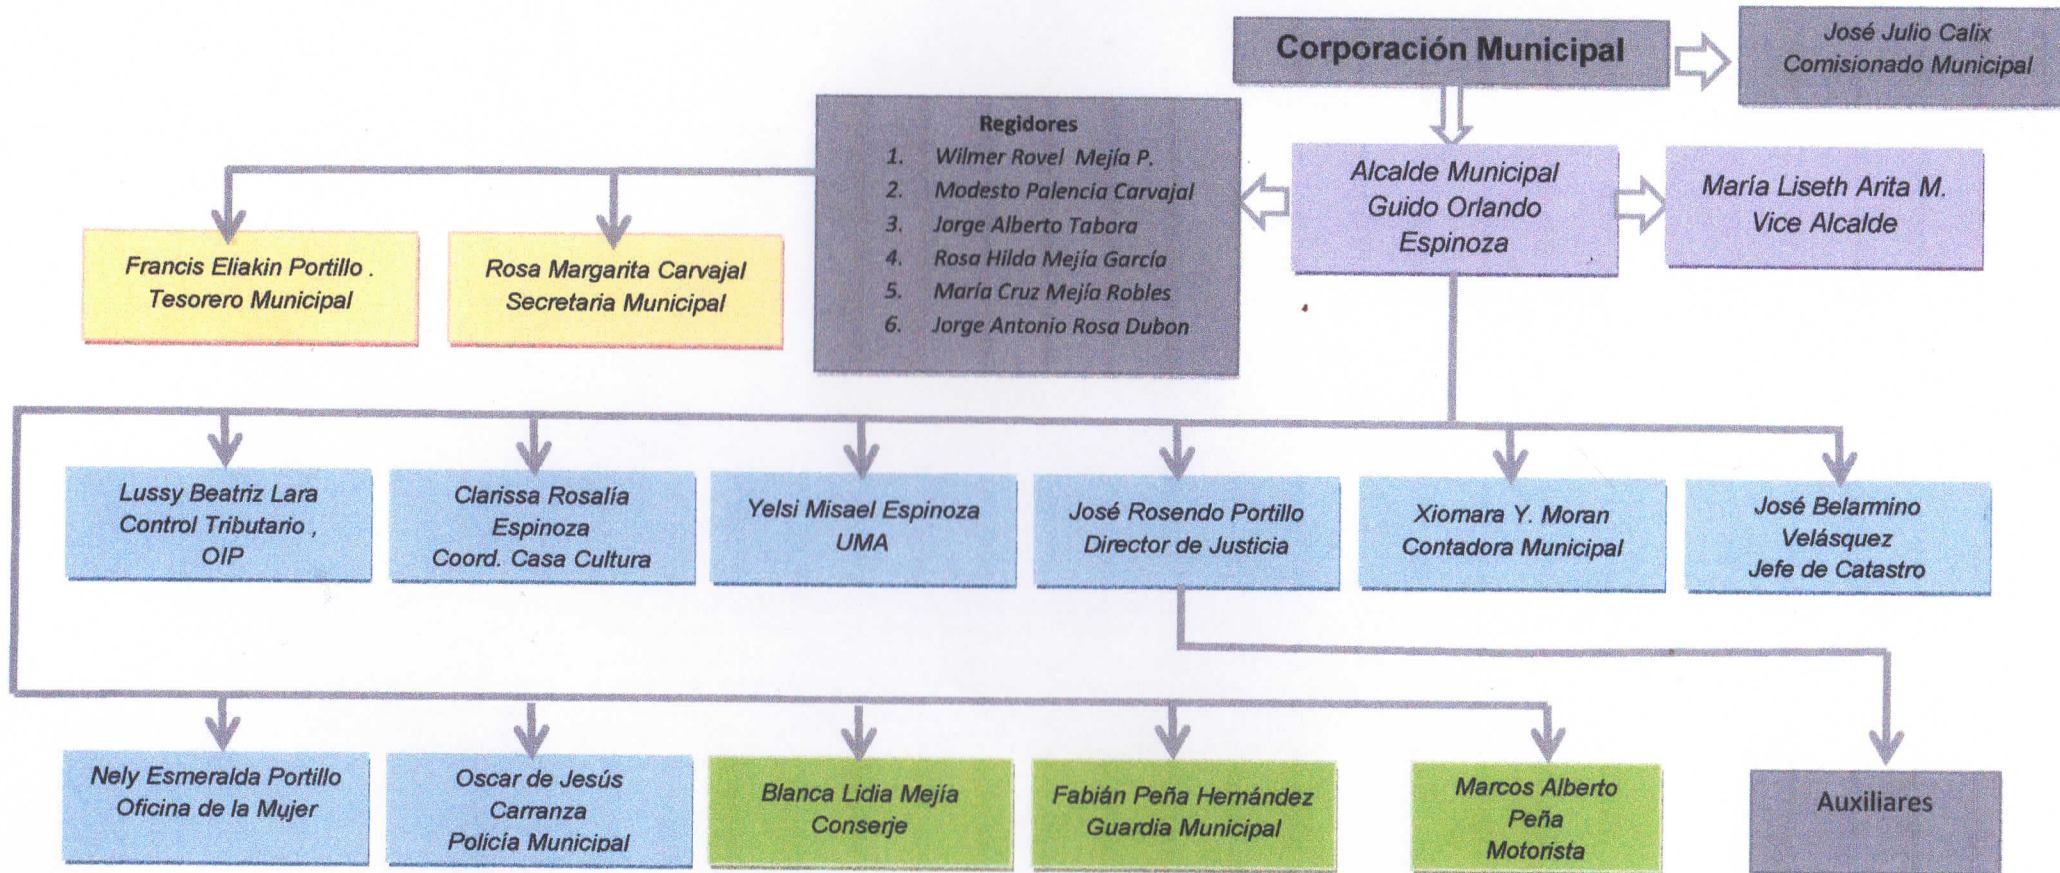 Corporación Municipal
José Julio Calix
Comisionado Municipal
Regidores
1. Wilmer Rovel Mejía P.
2. Modesto Palencia Carvajal
3. Jorge Alberto Tabora
4. Rosa Hilda Mejía García
5. María Cruz Mejía Robles
6. Jorge Antonio Rosa Dubon
Alcalde Municipal
Guido Orlando
Espinoza
María Liseth Arita M.
Vice Alcalde
Francis Eliakin Portillo .
Tesorero Municipal
Rosa Margarita Carvajal
Secretaria Municipal
Lussy Beatriz Lara
Control Tributario ,
OIP
Clarissa Rosalía
Espinoza
Coord. Casa Cultura
Yelsi Misael Espinoza
UMA
José Rosendo Portillo
Director de Justicia
Xiomara Y. Moran
Contadora Municipal
José Belarmino
Velásquez
Jefe de Catastro
Nely Esmeralda Portillo
Oficina de la Mujer
Oscar de Jesús
Carranza
Policía Municipal
Blanca Lidia Mejía
Conserje
Fabián Peña Hernández
Guardia Municipal
Marcos Alberto
Peña
Motorista
Auxiliares